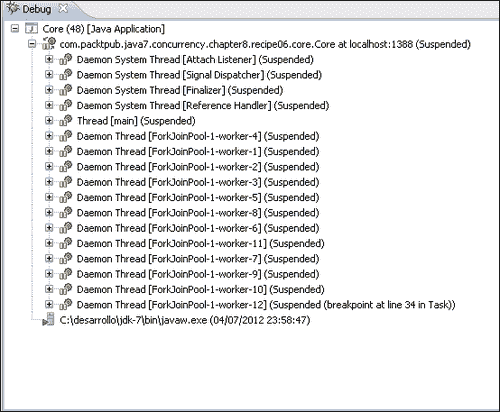 Debug
Core (48) [Java Application]
com.packtpub.java7.concurrency.chapter8.recipe06.core.Core at localhost:1388 (Suspended)
Daemon System Thread [Attach Listener] (Suspended)
Daemon System Thread [Signal Dispatcher] (Suspended)
Daemon System Thread [Finalizer] (Suspended)
Daemon System Thread [Reference Handler] (Suspended)
Thread [main] (Suspended)
Daemon Thread [ForkJoinPool-1-worker-4] (Suspended)
Daemon Thread [ForkJoinPool-1-worker-1] (Suspended)
Daemon Thread [ForkJoinPool-1-worker-2] (Suspended)
Daemon Thread [ForkJoinPool-1-worker-3] (Suspended)
Daemon Thread [ForkJoinPool-1-worker-5] (Suspended)
Daemon Thread [ForkJoinPool-1-worker-8] (Suspended)
Daemon Thread [ForkJoinPool-1-worker-6] (Suspended)
Daemon Thread [ForkJoinPool-1-worker-11] (Suspended)
Daemon Thread [ForkJoinPool-1-worker-7] (Suspended)
Daemon Thread [ForkJoinPool-1-worker-9] (Suspended)
Daemon Thread [ForkJoinPool-1-worker-10] (Suspended)
Daemon Thread [ForkJoinPool-1-worker-12] (Suspended (breakpoint at line 34 in Task))
C:\desarrollo\jdk-7\bin\javaw.exe (04/07/2012 23:58:47)